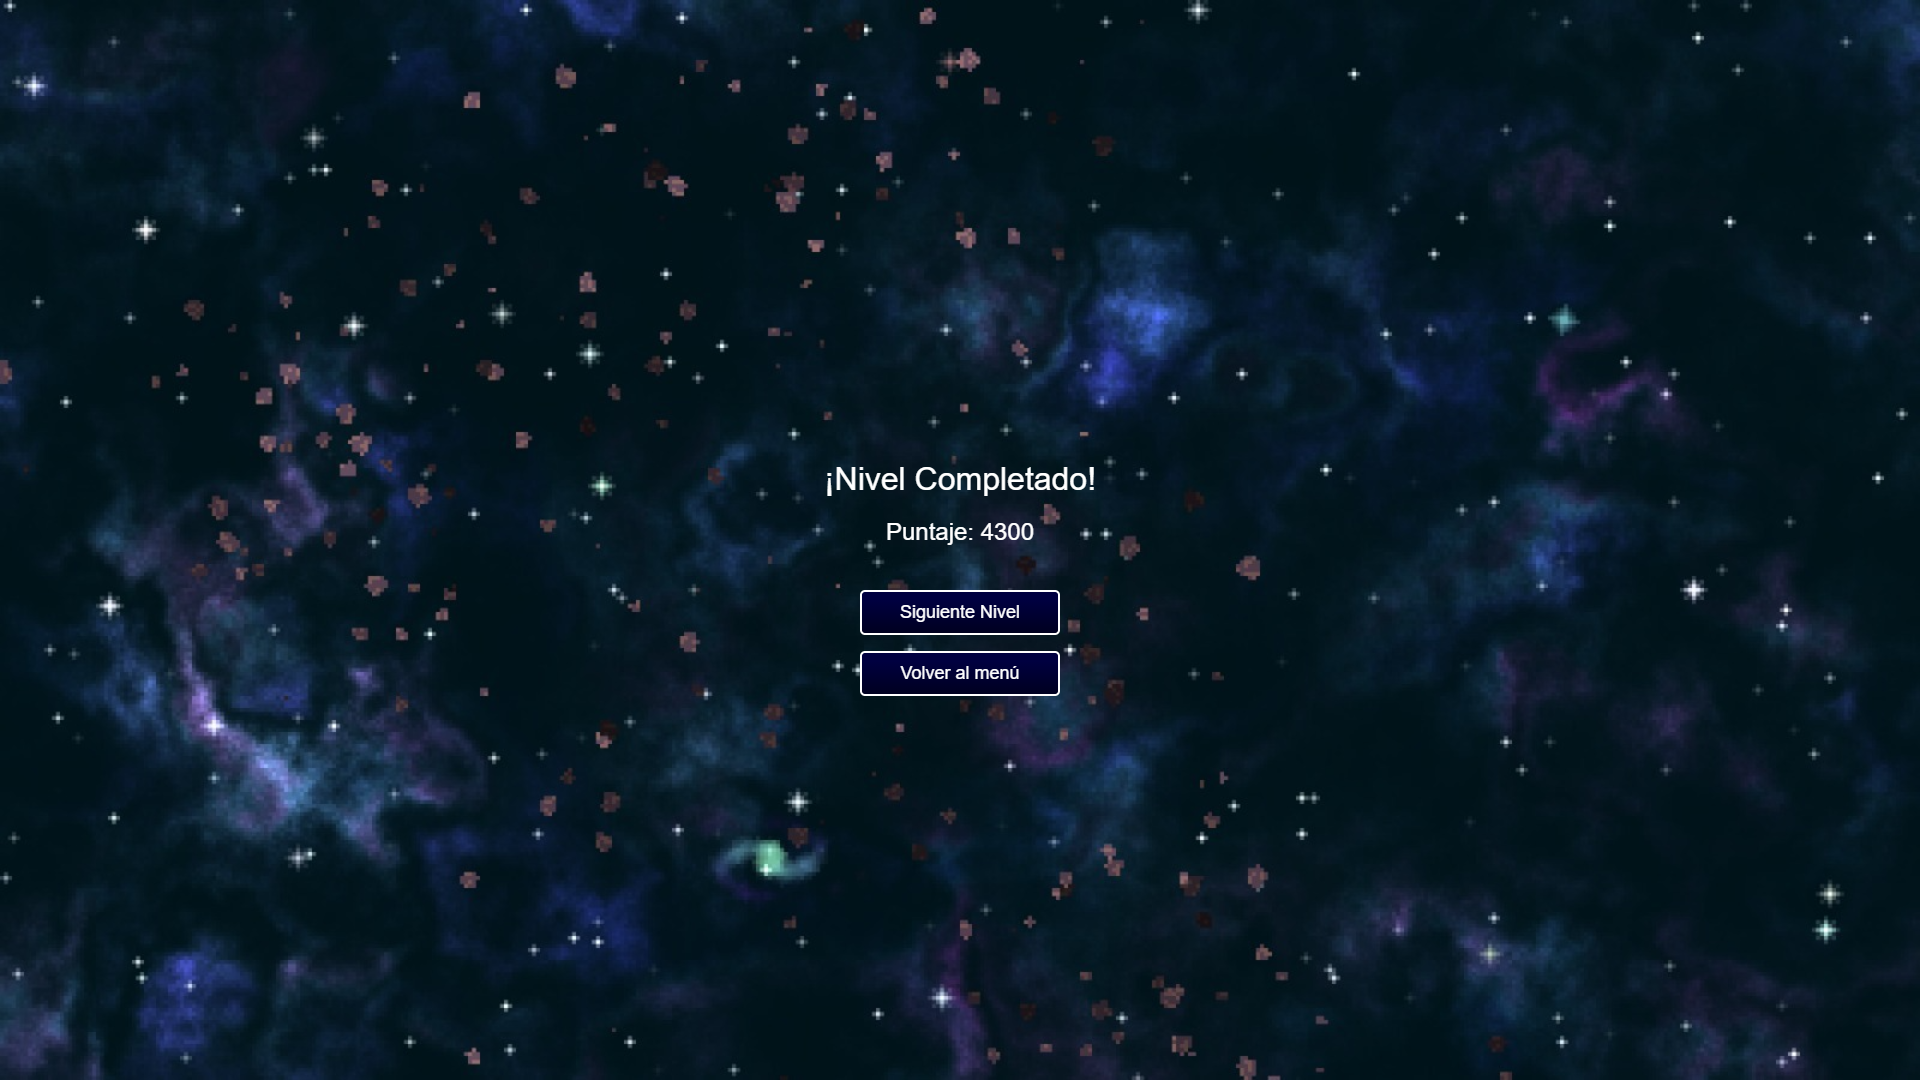 ¡Nivel Completado!
Puntaje: 4300
Siguiente Nivel
Volver al menú